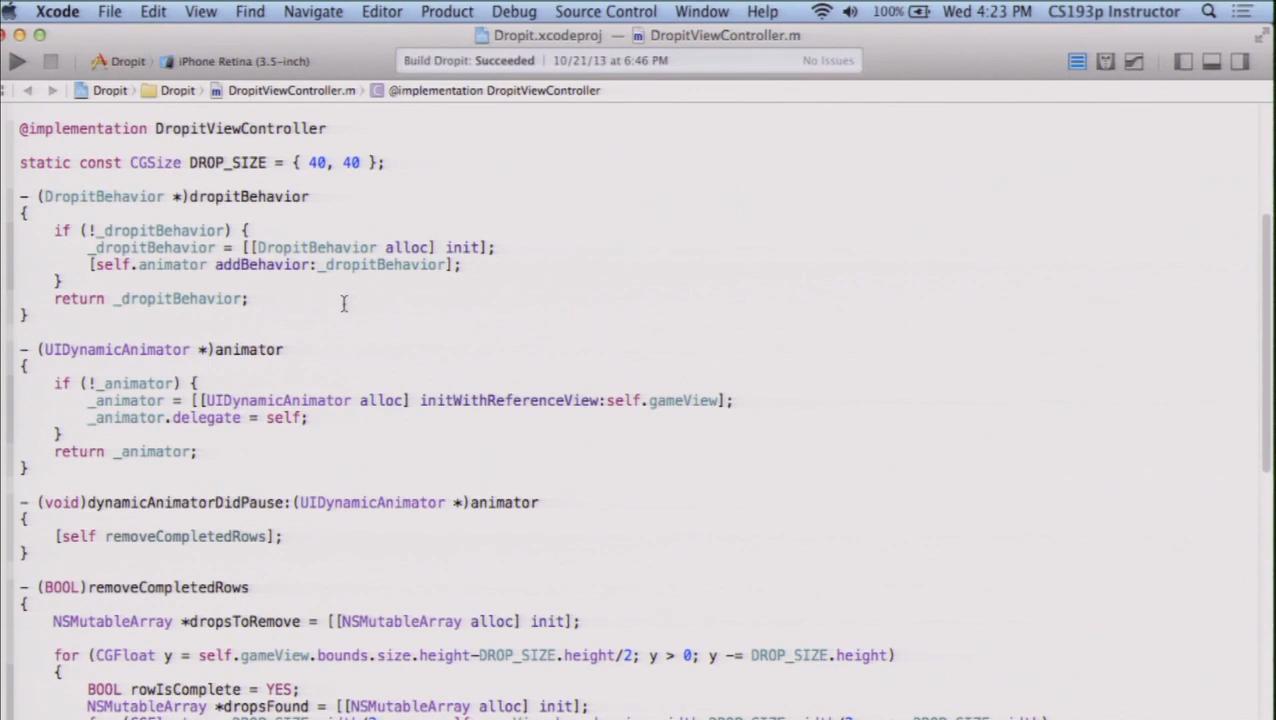 Xcode File Edit View Find Navigate Editor Product Debug Source Control Window Help 100% Wed 4:23 PM CS193p Instructor
Dropit.xcodeproj — DropitViewController.m
Dropit iPhone Retina (3.5-inch) Build Dropit: Succeeded 10/21/13 at 6:46 PM No Issues
Dropit Dropit DropitViewController.m @implementation DropitViewController
@implementation DropitViewController
static const CGSize DROP_SIZE = { 40, 40 };
- (DropitBehavior *)dropitBehavior
{
if (!_dropitBehavior) {
_dropitBehavior = [[DropitBehavior alloc] init];
[self.animator addBehavior:_dropitBehavior];
}
return _dropitBehavior;
}
- (UIDynamicAnimator *)animator
{
if (!_animator) {
_animator = [[UIDynamicAnimator alloc] initWithReferenceView:self.gameView];
_animator.delegate = self;
}
return _animator;
}
- (void)dynamicAnimatorDidPause:(UIDynamicAnimator *)animator
{
[self removeCompletedRows];
}
- (BOOL)removeCompletedRows
{
NSMutableArray *dropsToRemove = [[NSMutableArray alloc] init];
for (CGFloat y = self.gameView.bounds.size.height-DROP_SIZE.height/2; y > 0; y -= DROP_SIZE.height)
{
BOOL rowIsComplete = YES;
NSMutableArray *dropsFound = [[NSMutableArray alloc] init];